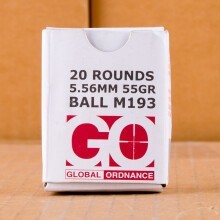 20 ROUNDS
5.56MM 55GR
BALL M193
GO
GLOBAL ORDNANCE